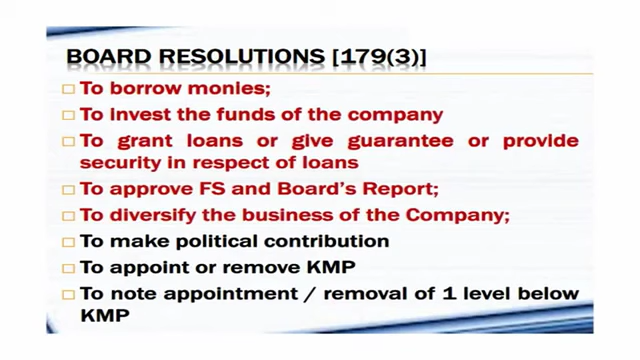 BOARD RESOLUTIONS [179(3)]
To borrow monies;
To invest the funds of the company
To grant loans or give guarantee or provide
security in respect of loans
To approve FS and Board's Report;
To diversify the business of the Company;
To make political contribution
To appoint or remove KMP
To note appointment / removal of 1 level below
KMP